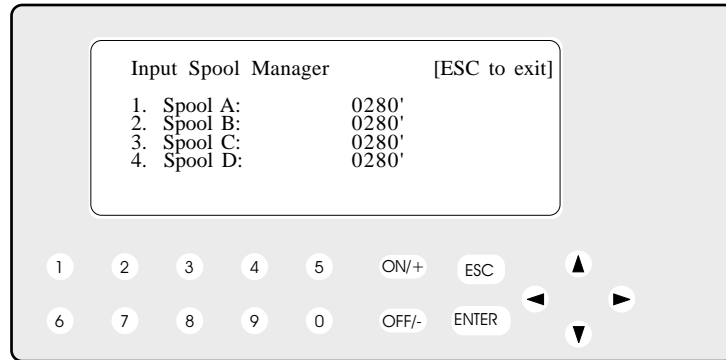 Input Spool Manager [ESC to exit]
1. Spool A: 0280'
2. Spool B: 0280'
3. Spool C: 0280'
4. Spool D: 0280'
1 2 3 4 5 ON/+ ESC
6 7 8 9 0 OFF/- ENTER